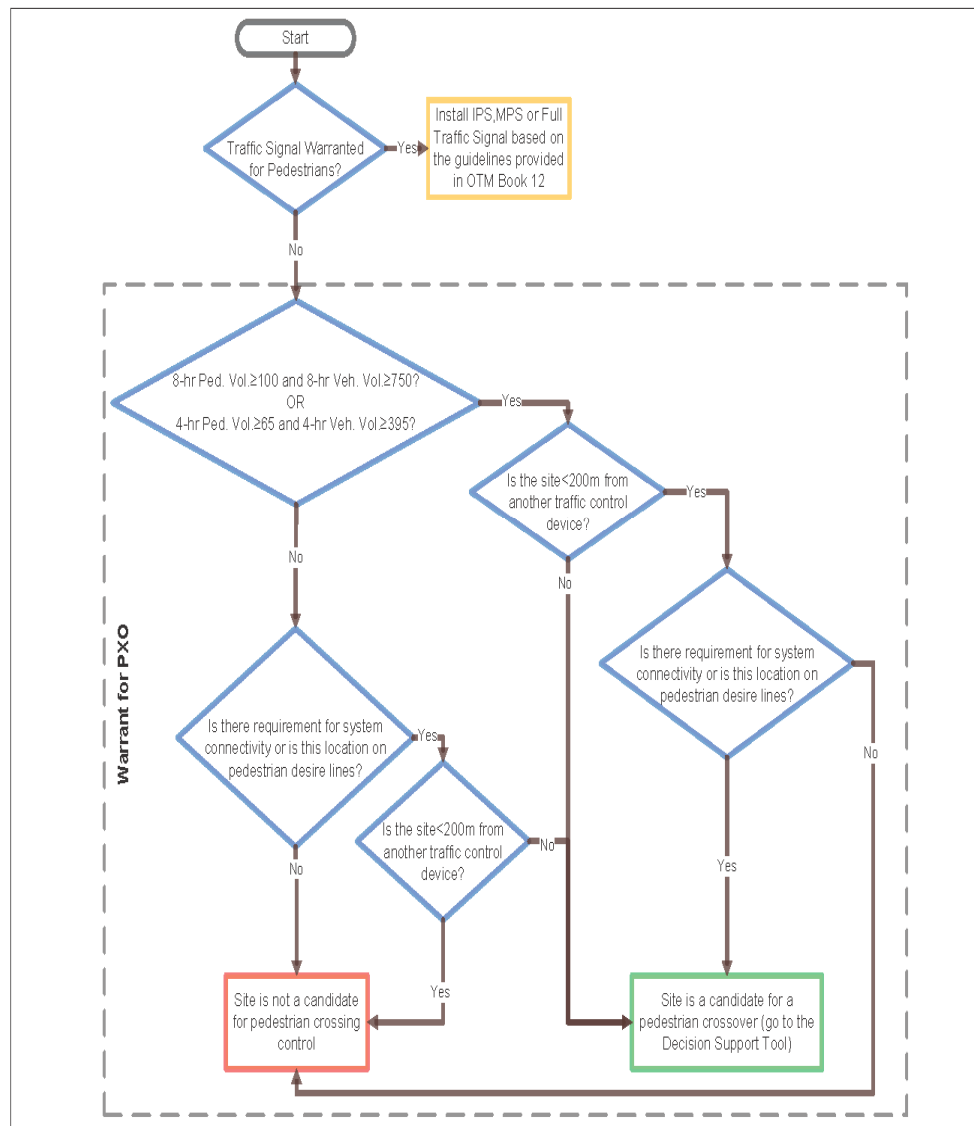 Start
Traffic Signal Warranted
for Pedestrians?
Yes
Install IPS,MPS or Full
Traffic Signal based on
the guidelines provided
in OTM Book 12
No
Warrant for PXO
8-hr Ped. Vol.≥100 and 8-hr Veh. Vol.≥750?
OR
4-hr Ped. Vol.≥65 and 4-hr Veh. Vol.≥395?
Yes
Is the site<200m from
another traffic control
device?
Yes
No
No
Is there requirement for system
connectivity or is this location on
pedestrian desire lines?
No
Yes
Is there requirement for system
connectivity or is this location on
pedestrian desire lines?
Yes
No
Is the site<200m from
another traffic control
device?
No
Yes
Site is not a candidate
for pedestrian crossing
control
Site is a candidate for a
pedestrian crossover (go to the
Decision Support Tool)